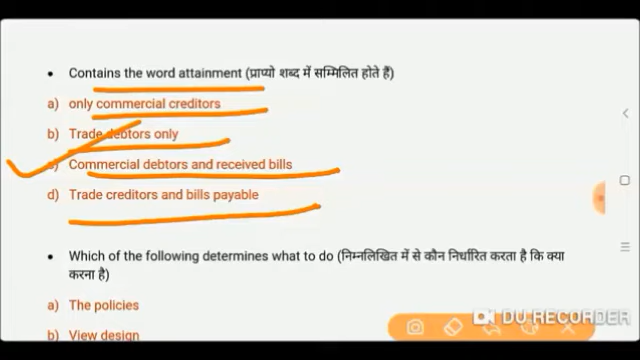 • Contains the word attainment (प्राप्यो शब्द में सम्मिलित होते हैं)
a) only commercial creditors
b) Trade debtors only
c) Commercial debtors and received bills
d) Trade creditors and bills payable
• Which of the following determines what to do (निम्नलिखित में से कौन निर्धारित करता है कि क्या
करना है)
a) The policies
b) View design
DU RECORDER